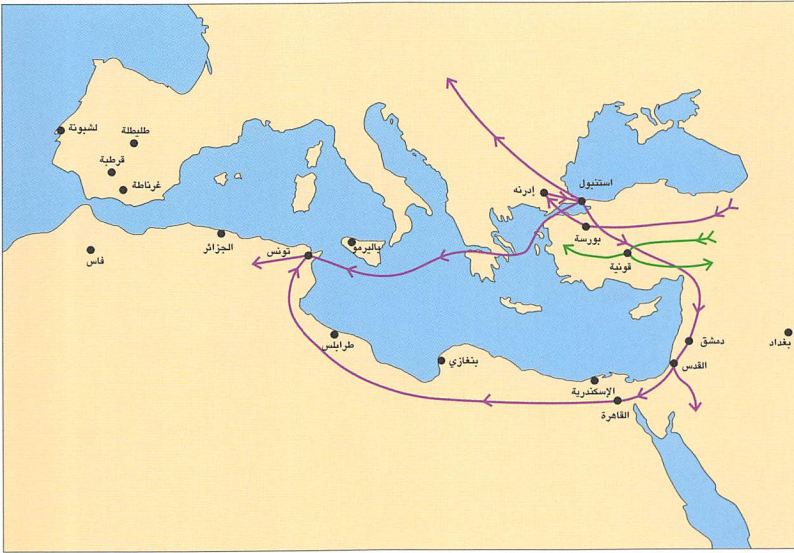 لشبونة
طليطلة
قرطبة
غرناطة
فاس
الجزائر
تونس
باليرمو
طرابلس
بنغازي
إدرنه
استنبول
بورسة
قونية
دمشق
بغداد
القدس
الإسكندرية
القاهرة